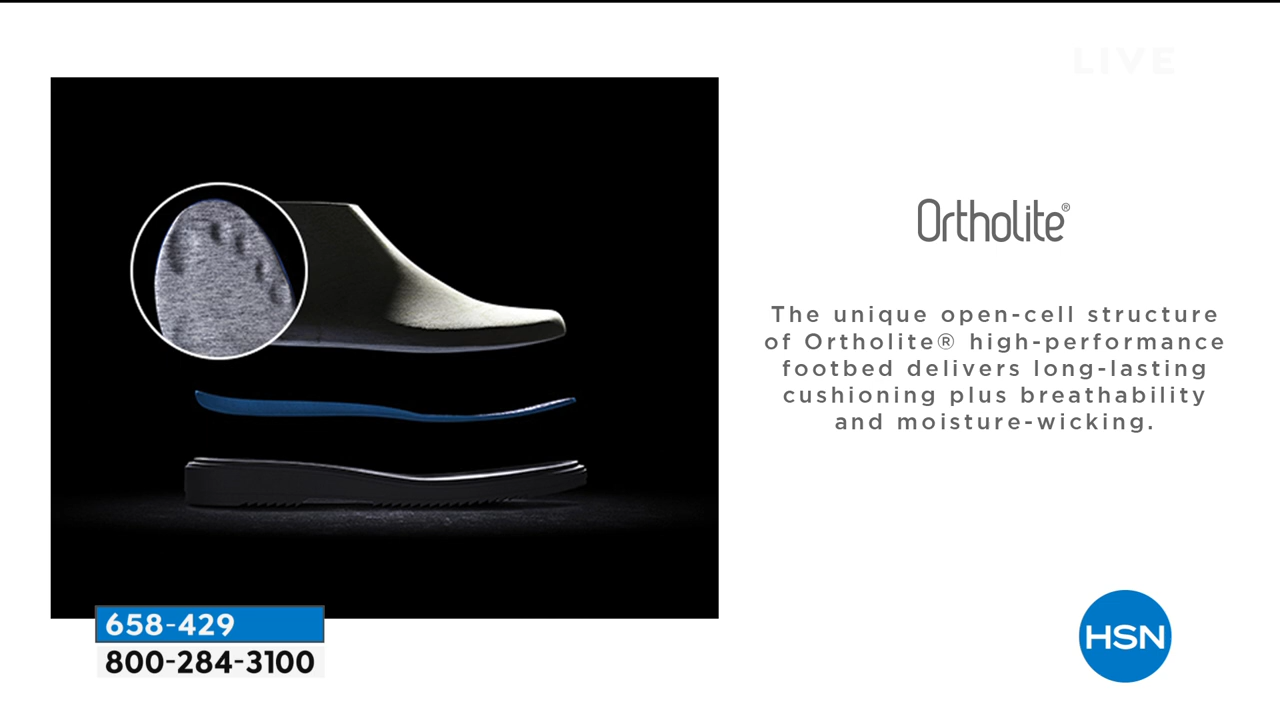 LIVE
Ortholite®
The unique open-cell structure
of Ortholite® high-performance
footbed delivers long-lasting
cushioning plus breathability
and moisture-wicking.
658-429
800-284-3100
HSN